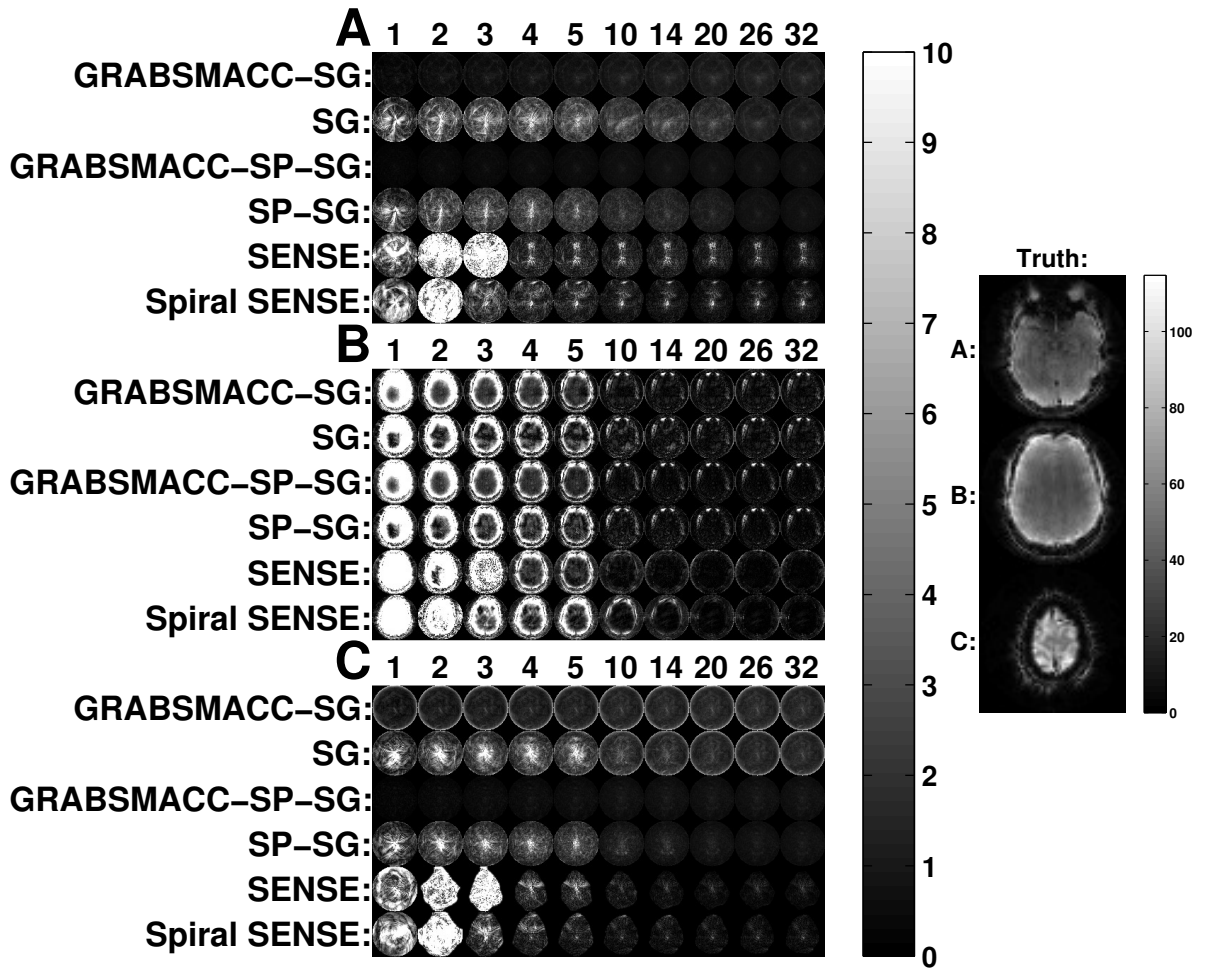 A 1 2 3 4 5 10 14 20 26 32
GRABSMACC–SG:
SG:
GRABSMACC–SP–SG:
SP–SG:
SENSE:
Spiral SENSE:
B 1 2 3 4 5 10 14 20 26 32
GRABSMACC–SG:
SG:
GRABSMACC–SP–SG:
SP–SG:
SENSE:
Spiral SENSE:
C 1 2 3 4 5 10 14 20 26 32
GRABSMACC–SG:
SG:
GRABSMACC–SP–SG:
SP–SG:
SENSE:
Spiral SENSE:
10
9
8
7
6
5
4
3
2
1
0
Truth:
A:
B:
C:
100
80
60
40
20
0